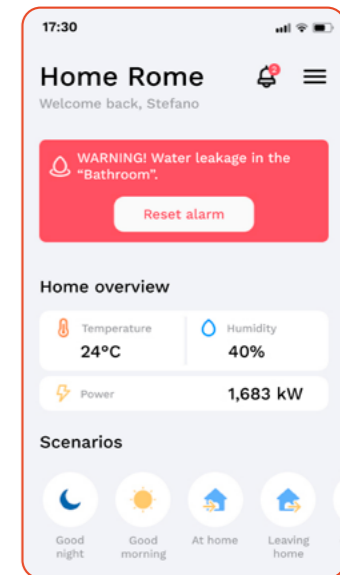 17:30
Home Rome
2
Welcome back, Stefano
WARNING! Water leakage in the
“Bathroom”.
Reset alarm
Home overview
Temperature
24°C
Humidity
40%
Power
1,683 kW
Scenarios
Good
night
Good
morning
At home
Leaving
home